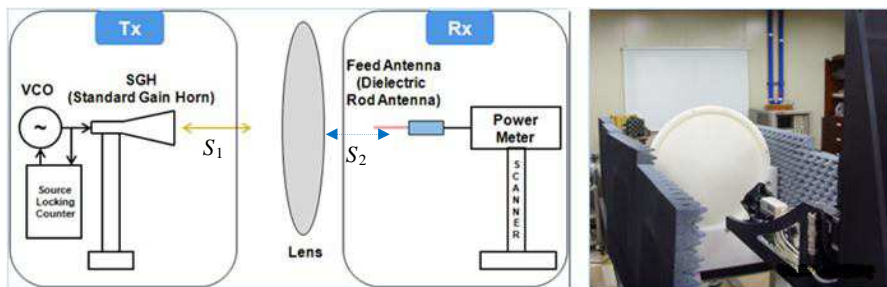 Tx
SGH
(Standard Gain Horn)
VCO
~
Source
Locking
Counter
S1
Lens
Rx
Feed Antenna
(Dielectric
Rod Antenna)
S2
Power
Meter
SCANNER